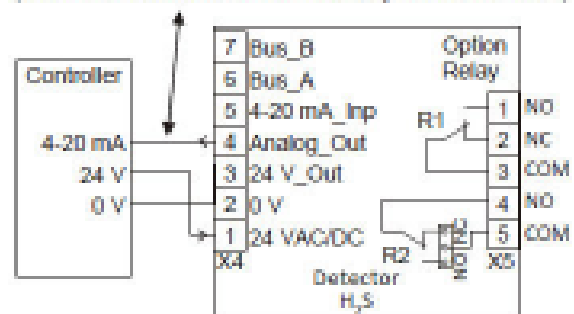 Controller
4-20 mA
24 V
0 V
7 Bus_B
6 Bus_A
5 4-20 mA_Inp
4 Analog_Out
3 24 V_Out
2 0 V
1 24 VAC/DC
X4
Option
Relay
R1
1 NO
2 NC
3 COM
4 NO
5 COM
R2
NO NC
X5
Detector
H₂S